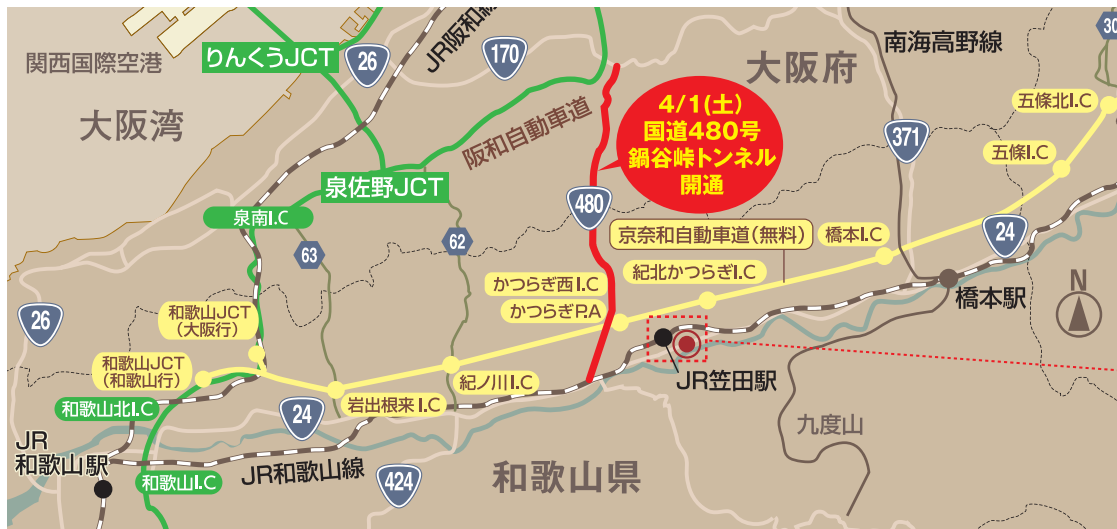 関西国際空港
りんくうJCT
大阪湾
26
JR阪和線
170
阪和自動車道
大阪府
南海高野線
30
4/1(土)
国道480号
鍋谷峠トンネル
開通
371
五條北I.C
五條I.C
泉佐野JCT
泉南I.C
480
63
62
京奈和自動車道(無料)
橋本I.C
24
かつらぎ西I.C
かつらぎP.A
紀北かつらぎI.C
橋本駅
N
26
和歌山JCT
(大阪行)
和歌山JCT
(和歌山行)
JR笠田駅
紀ノ川I.C
岩出根来I.C
和歌山北I.C
24
九度山
JR
和歌山駅
JR和歌山線
和歌山I.C
424
和歌山県